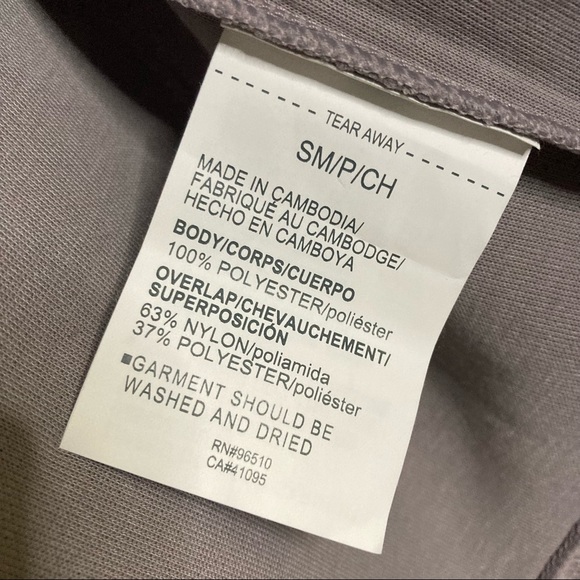 TEAR AWAY
SM/P/CH
MADE IN CAMBODIA/
FABRIQUÉ AU CAMBODGE/
HECHO EN CAMBOYA
BODY/CORPS/CUERPO
100% POLYESTER/poliéster
OVERLAP/CHEVAUCHEMENT/
SUPERPOSICIÓN
63% NYLON/poliamida
37% POLYESTER/poliéster
■GARMENT SHOULD BE
WASHED AND DRIED
RN#96510
CA#41095